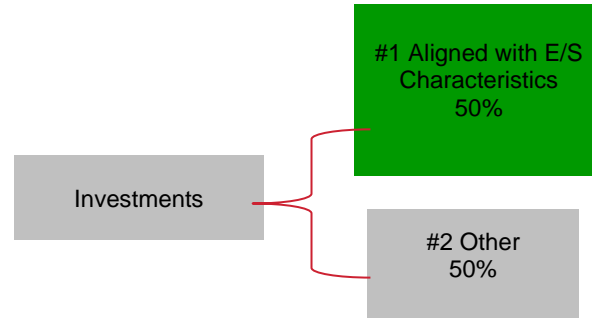 Investments
#1 Aligned with E/S
Characteristics
50%
#2 Other
50%